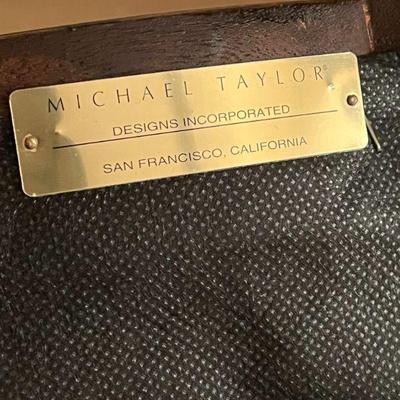 MICHAEL TAYLOR®
DESIGNS INCORPORATED
SAN FRANCISCO, CALIFORNIA